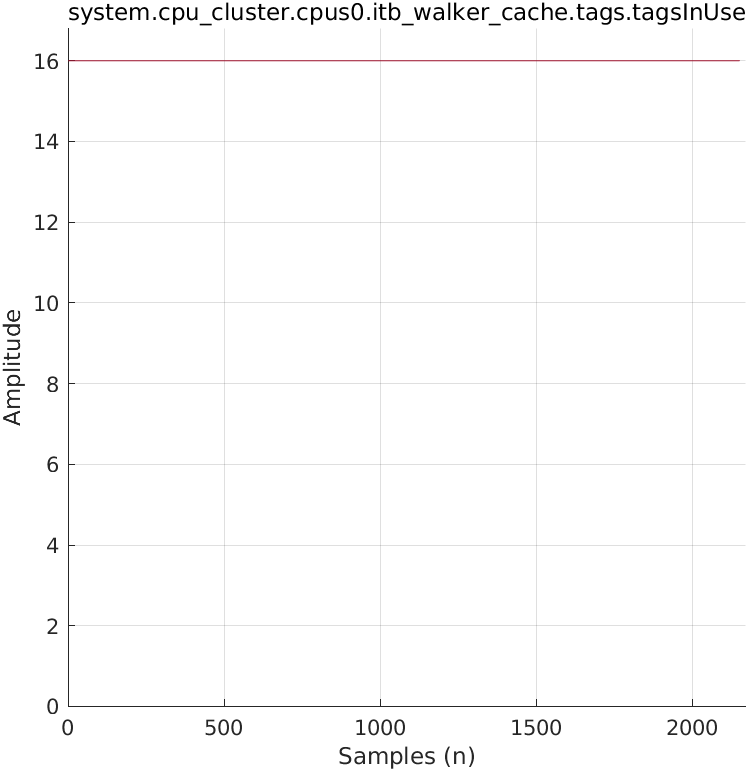 system.cpu_cluster.cpus0.itb_walker_cache.tags.tagsInUse
16
14
12
10
8
6
4
2
0
Amplitude
0 500 1000 1500 2000
Samples (n)